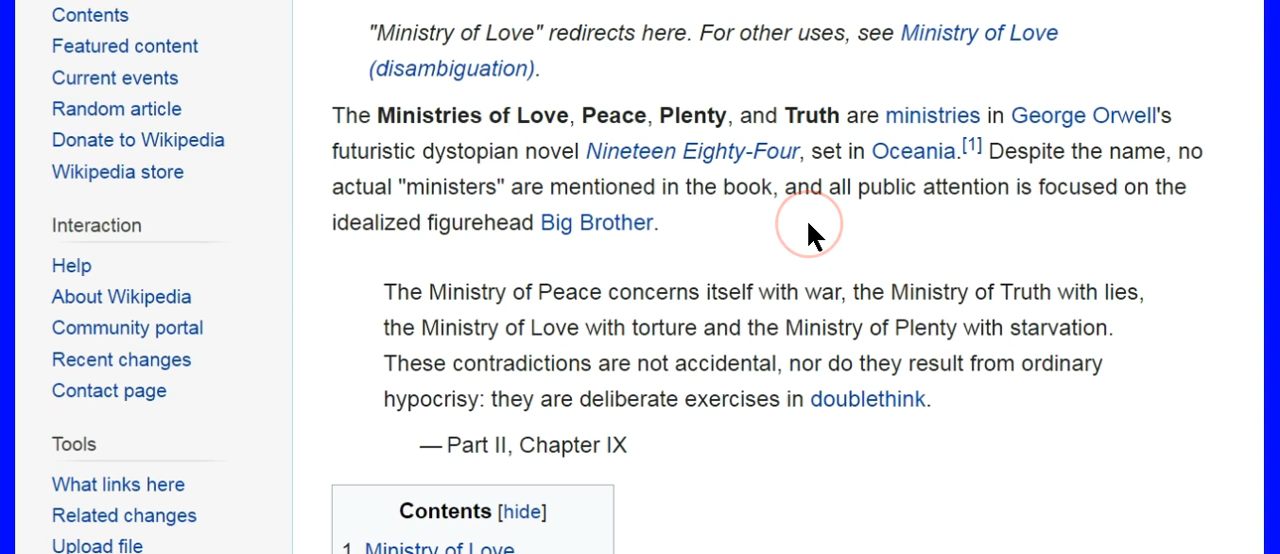 Contents
Featured content
Current events
Random article
Donate to Wikipedia
Wikipedia store
Interaction
Help
About Wikipedia
Community portal
Recent changes
Contact page
Tools
What links here
Related changes
Upload file
"Ministry of Love" redirects here. For other uses, see Ministry of Love
(disambiguation).
The Ministries of Love, Peace, Plenty, and Truth are ministries in George Orwell's
futuristic dystopian novel Nineteen Eighty-Four, set in Oceania.[1] Despite the name, no
actual "ministers" are mentioned in the book, and all public attention is focused on the
idealized figurehead Big Brother.
The Ministry of Peace concerns itself with war, the Ministry of Truth with lies,
the Ministry of Love with torture and the Ministry of Plenty with starvation.
These contradictions are not accidental, nor do they result from ordinary
hypocrisy: they are deliberate exercises in doublethink.
— Part II, Chapter IX
Contents [hide]
1 Ministry of Love